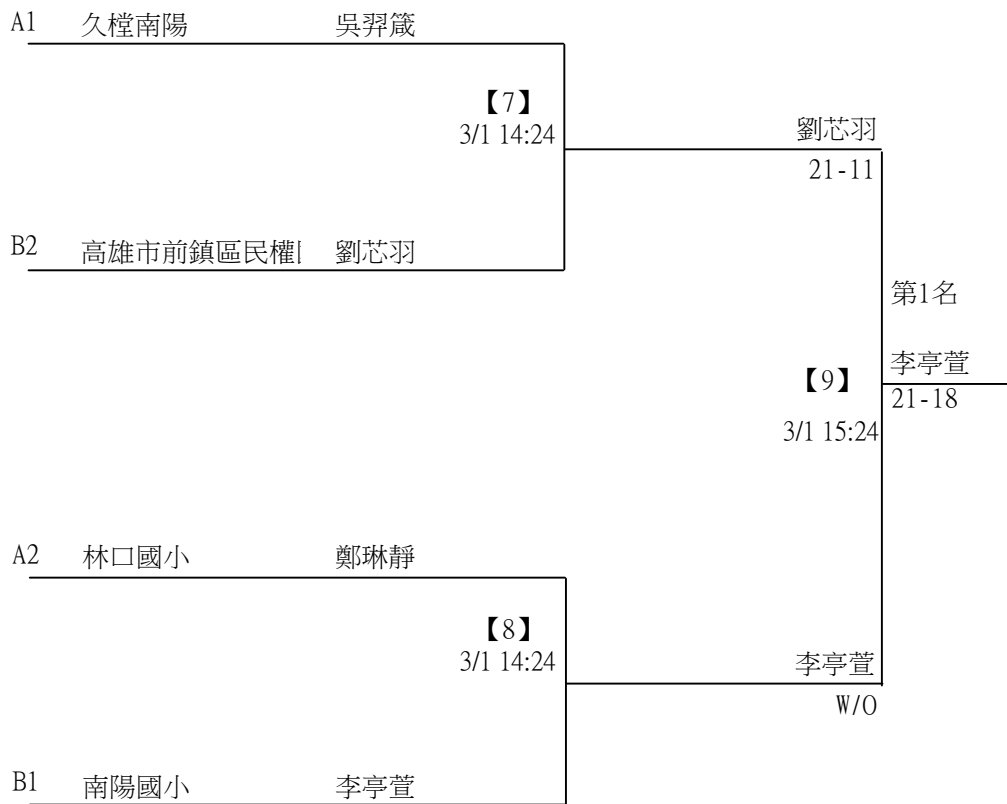 A1 久樘南陽 吳羿箴
【7】
3/1 14:24
劉芯羽
21-11
B2 高雄市前鎮區民權 劉芯羽
第1名
【9】
李亭萱
21-18
3/1 15:24
A2 林口國小 鄭琳靜
【8】
3/1 14:24
李亭萱
W/O
B1 南陽國小 李亭萱